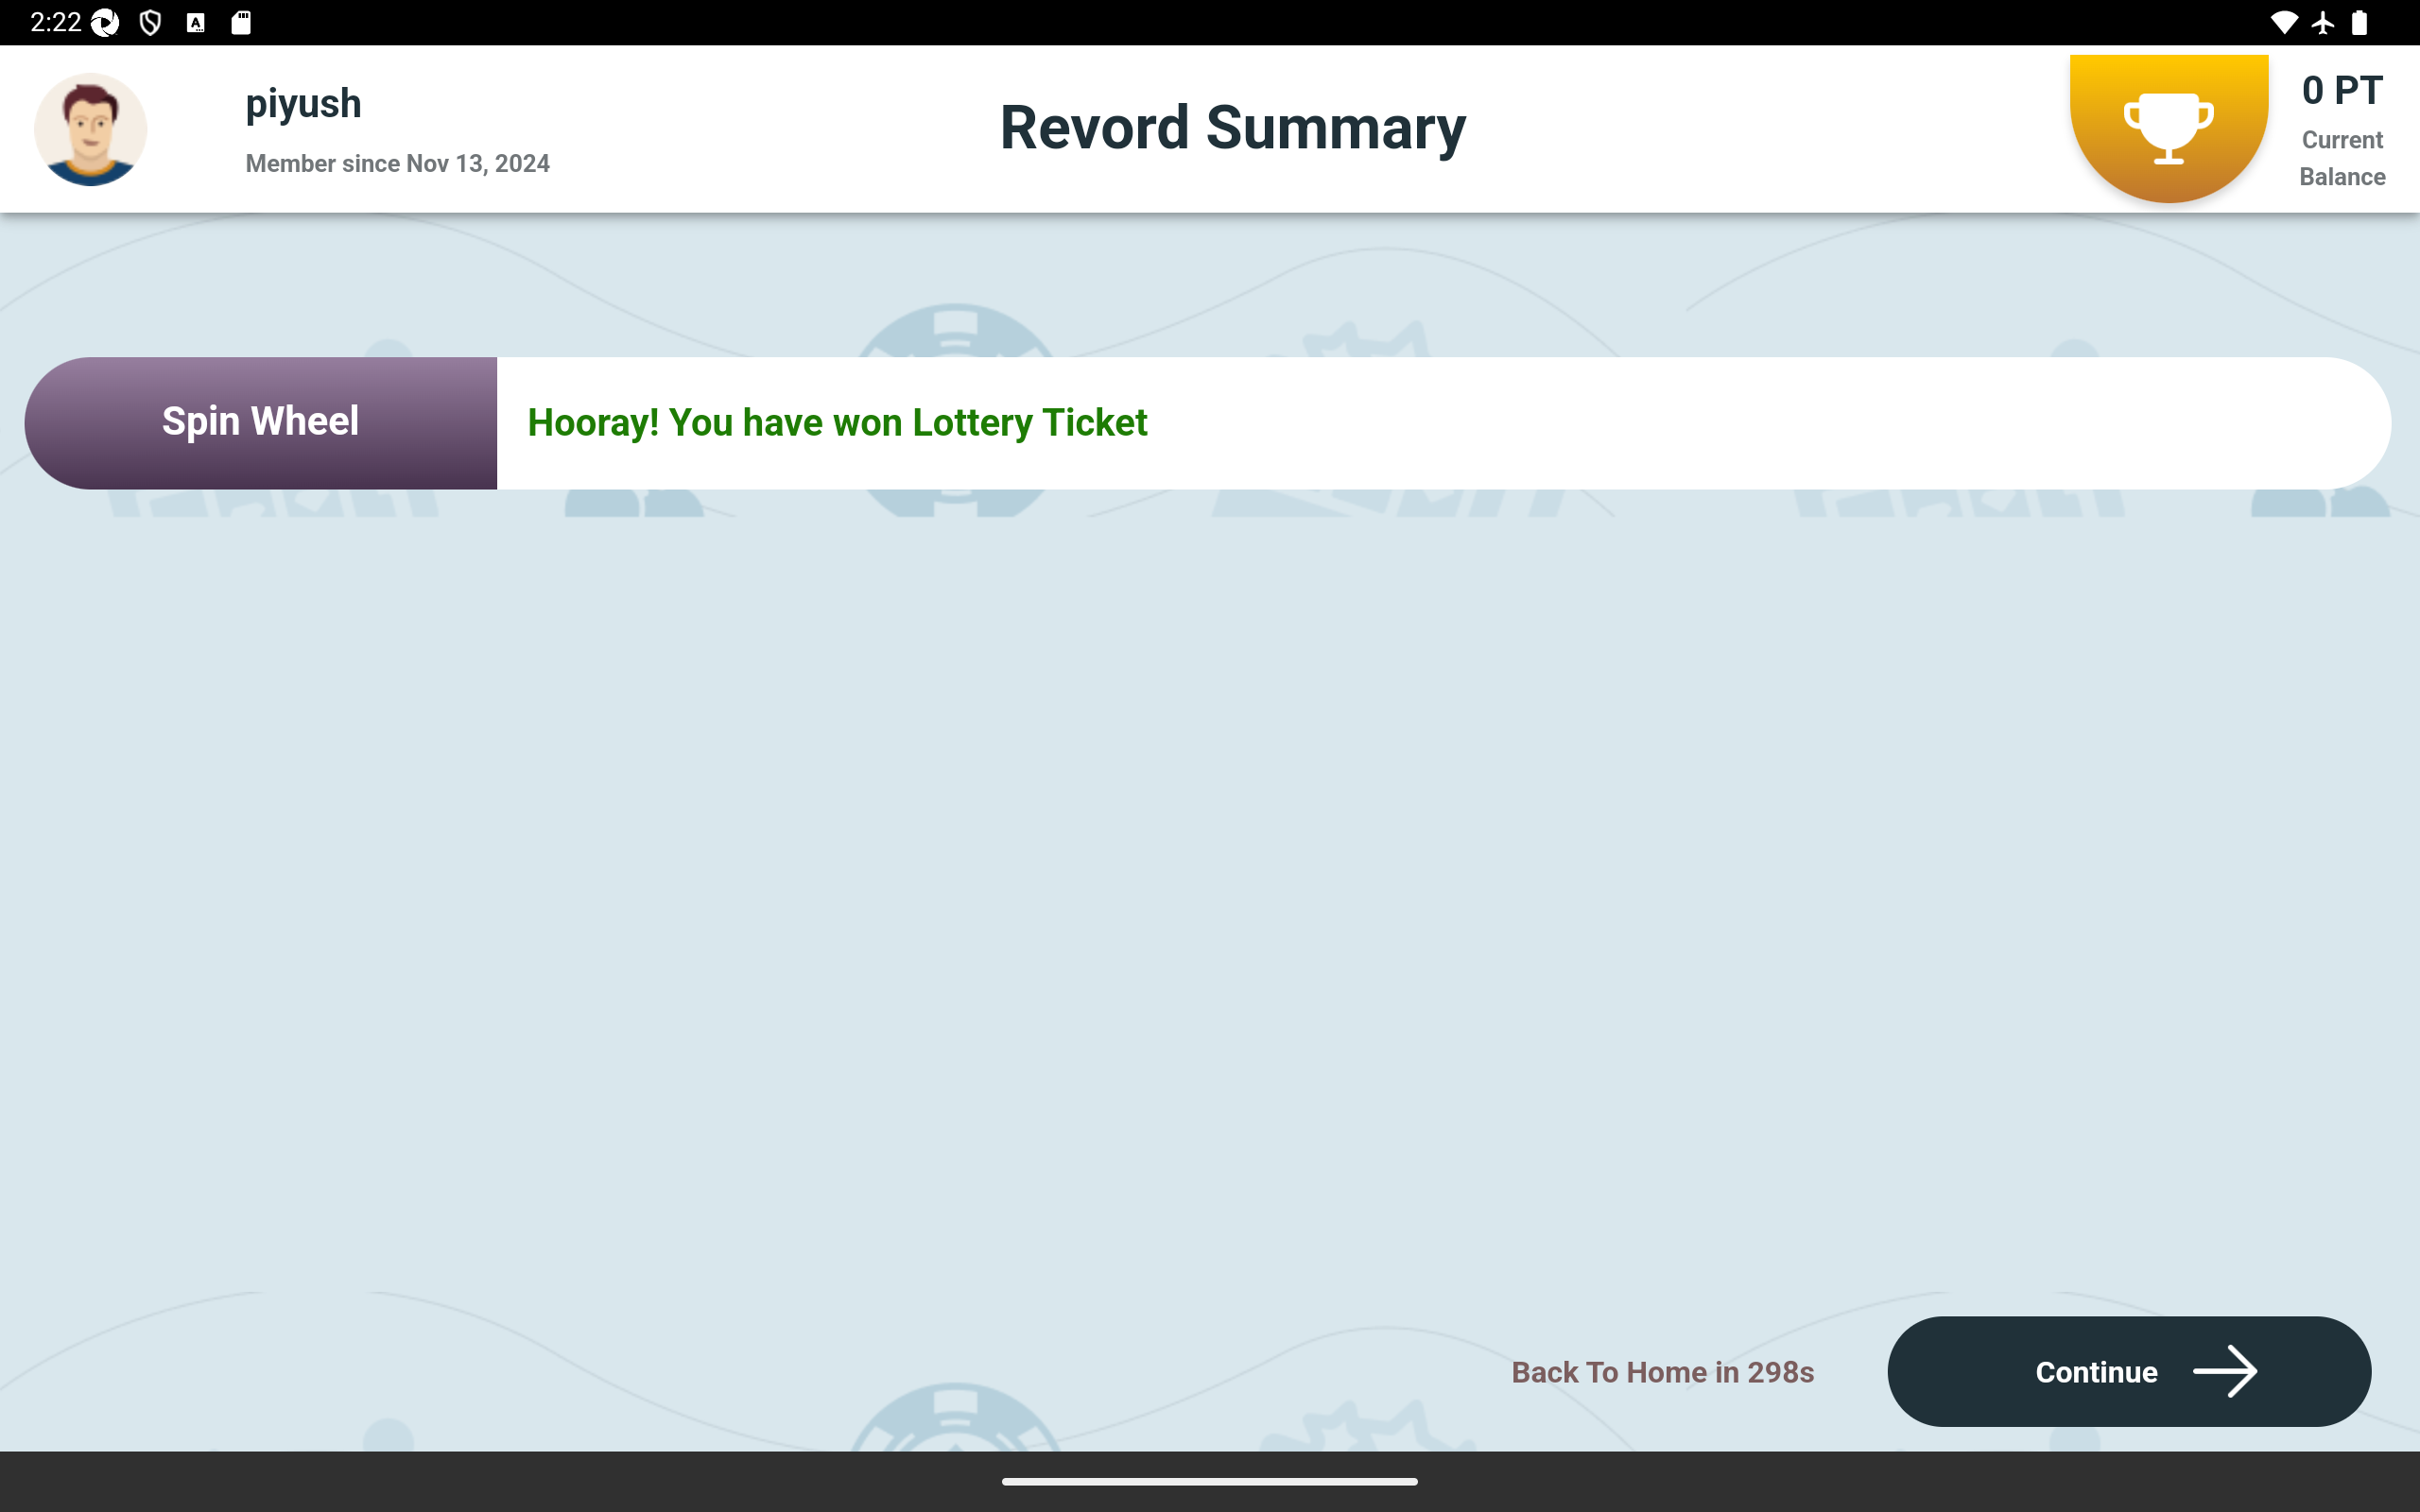 2:22
piyush
Member since Nov 13, 2024
Revord Summary
0 PT
Current
Balance
Spin Wheel
Hooray! You have won Lottery Ticket
Back To Home in 298s
Continue